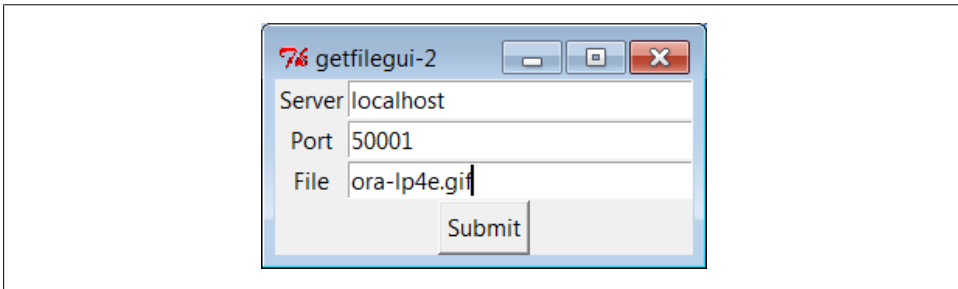 getfilegui-2
Server localhost
Port 50001
File ora-lp4e.gif
Submit